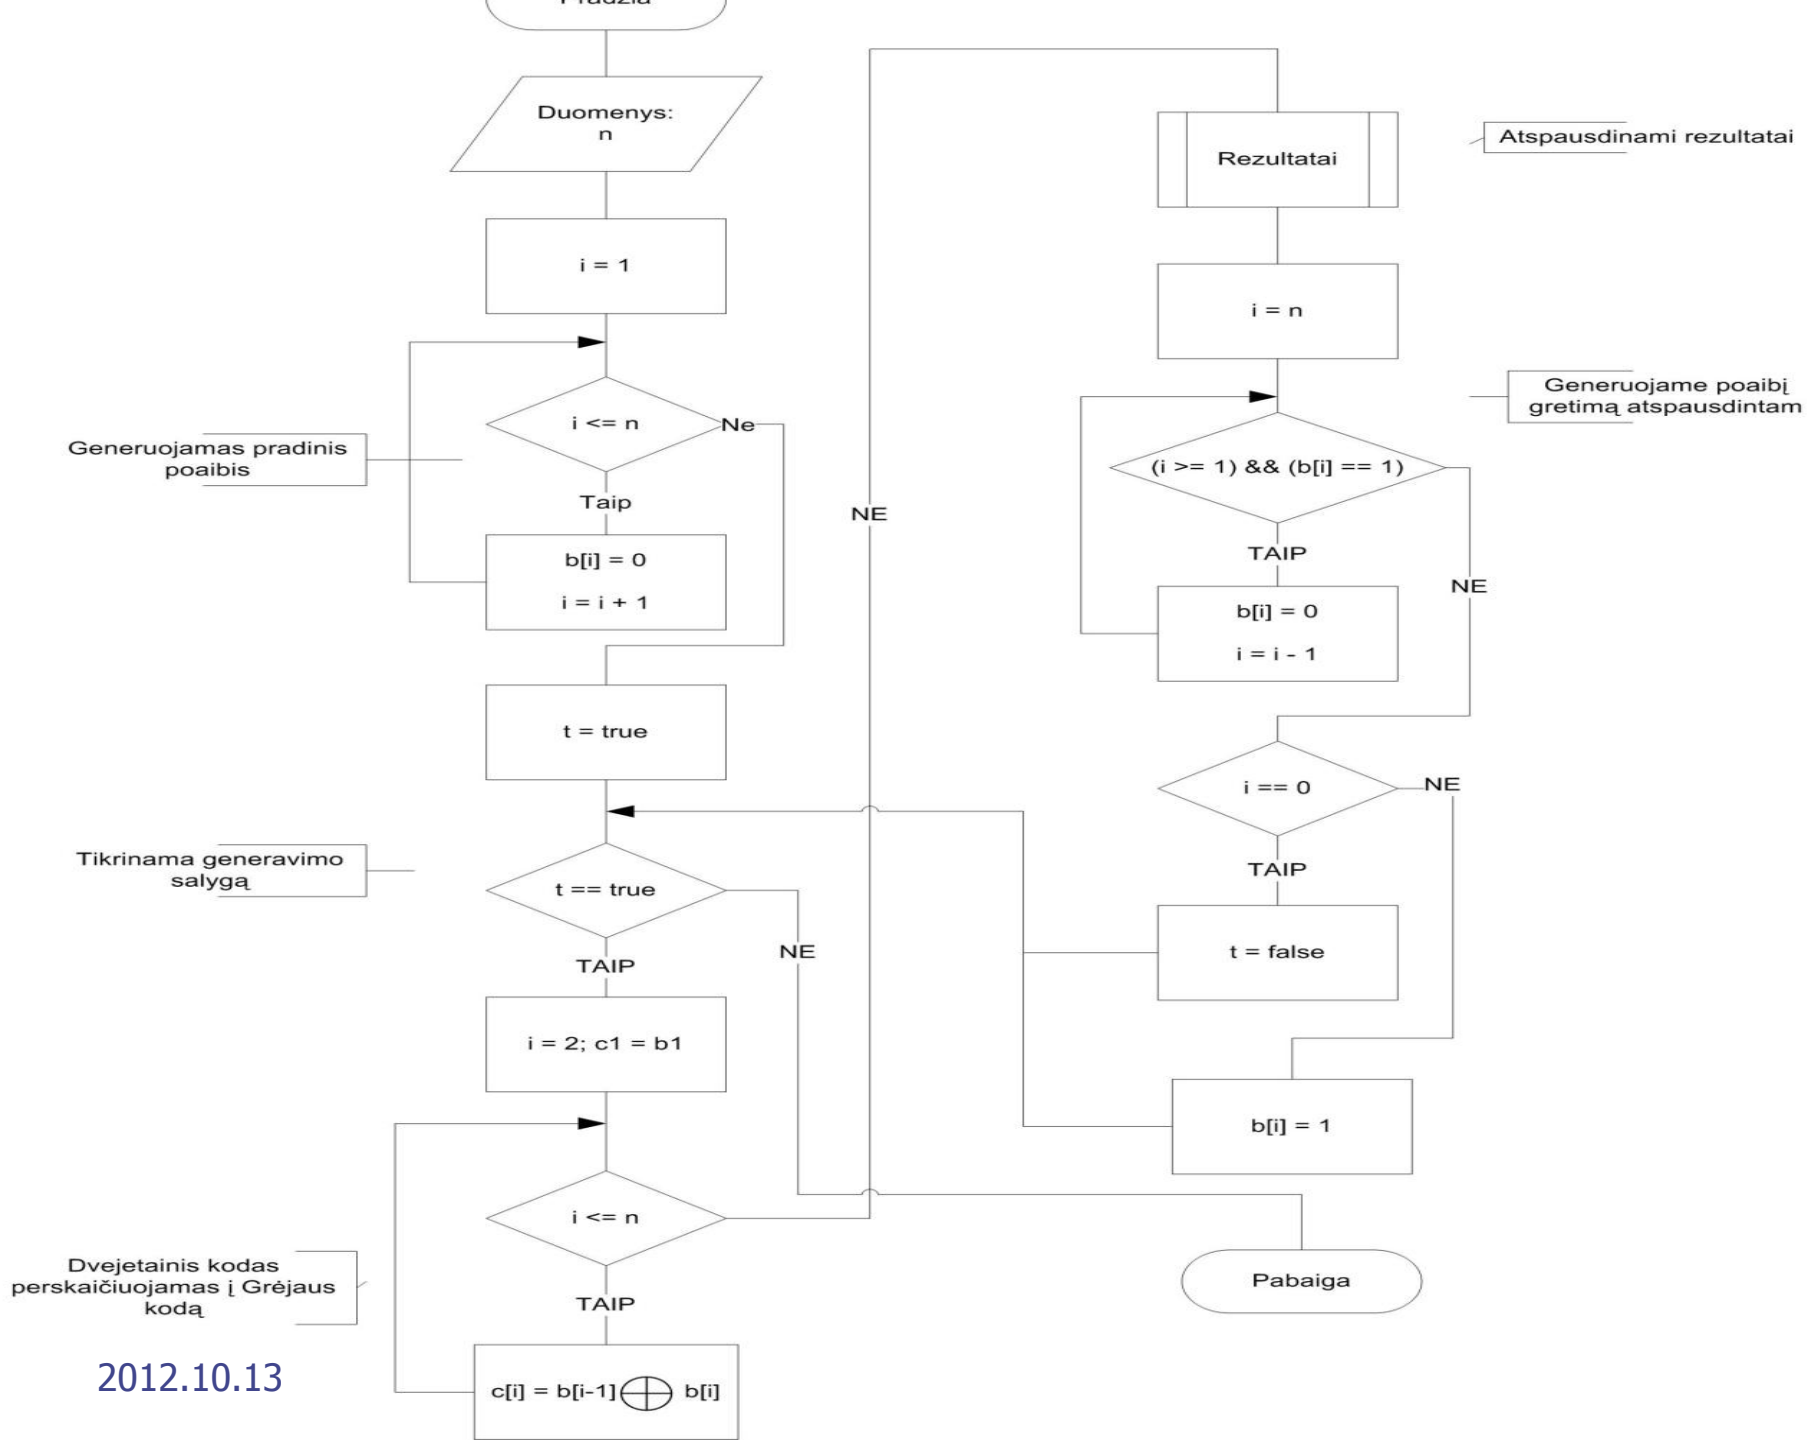 Pradžia
Duomenys:
n
i = 1
i <= n
Ne
Generuojamas pradinis
poaibis
Taip
b[i] = 0
i = i + 1
t = true
Tikrinama generavimo
salygą
t == true
NE
TAIP
i = 2; c1 = b1
i <= n
NE
Dvejetainis kodas
perskaičiuojamas į Grėjaus
kodą
TAIP
c[i] = b[i-1] ⊕ b[i]
Rezultatai
Atspausdinami rezultatai
i = n
Generuojame poaibį
gretimą atspausdintam
(i >= 1) && (b[i] == 1)
TAIP
NE
b[i] = 0
i = i - 1
i == 0
NE
TAIP
t = false
b[i] = 1
Pabaiga
2012.10.13